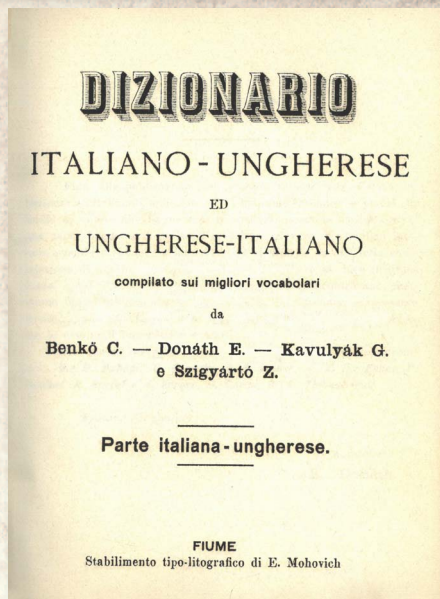 DIZIONARIO
ITALIANO - UNGHERESE
ED
UNGHERESE-ITALIANO
compilato sui migliori vocabolari
da
Benkő C. — Donáth E. — Kavulyák G.
e Szigyártó Z.
Parte italiana - ungherese.
FIUME
Stabilimento tipo-litografico di E. Mohovich